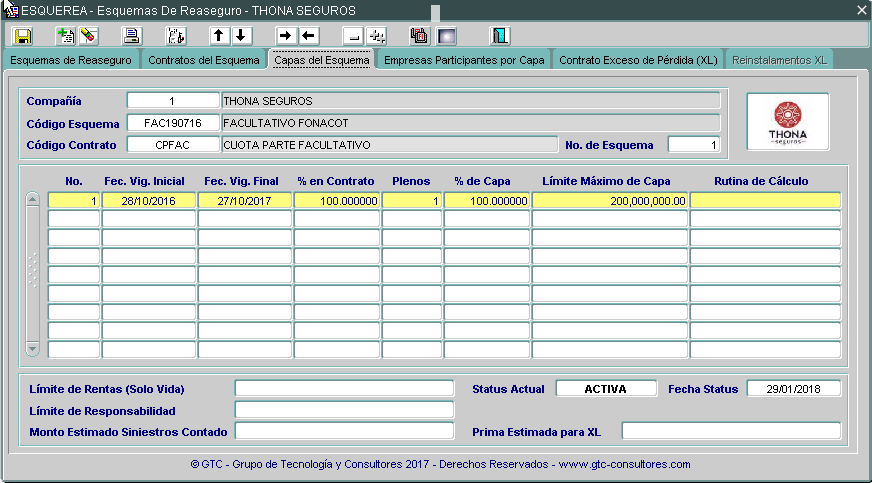 ESQUEREA - Esquemas De Reaseguro - THONA SEGUROS
Esquemas de Reaseguro Contratos del Esquema Capas del Esquema Empresas Participantes por Capa Contrato Exceso de Pérdida (XL) Reinstalamentos XL
Compañía 1 THONA SEGUROS
Código Esquema FAC190716 FACULTATIVO FONACOT
Código Contrato CPFAC CUOTA PARTE FACULTATIVO No. de Esquema 1
THONA
seguros
No. Fec. Vig. Inicial Fec. Vig. Final % en Contrato Plenos % de Capa Límite Máximo de Capa Rutina de Cálculo
1 28/10/2016 27/10/2017 100.000000 1 100.000000 200,000,000.00
Límite de Rentas (Solo Vida) Status Actual ACTIVA Fecha Status 29/01/2018
Límite de Responsabilidad
Monto Estimado Siniestros Contado Prima Estimada para XL
© GTC - Grupo de Tecnología y Consultores 2017 - Derechos Reservados - www.gtc-consultores.com